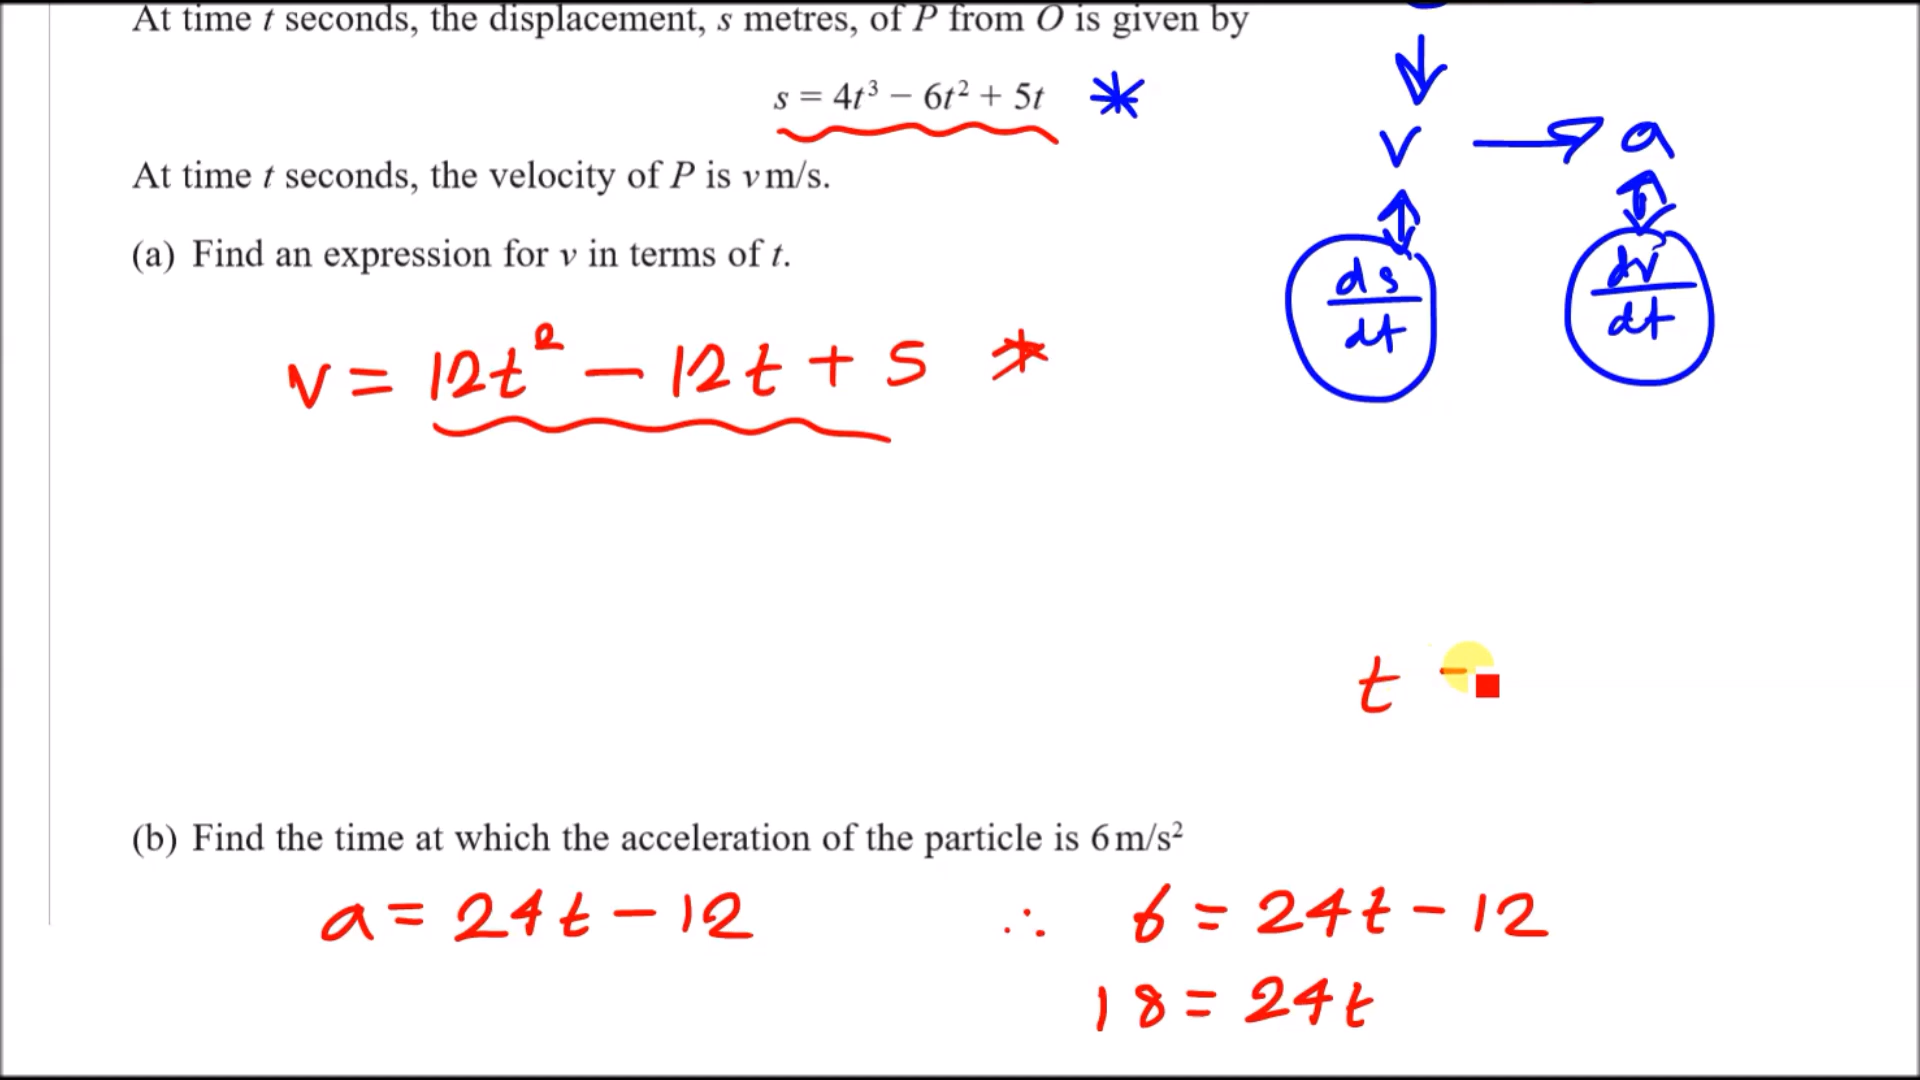 At time t seconds, the displacement, s metres, of P from O is given by
s = 4t³ − 6t² + 5t *
v → a
At time t seconds, the velocity of P is v m/s.
(a) Find an expression for v in terms of t.
ds/dt
dv/dt
v = 12t² − 12t + 5 *
t =
(b) Find the time at which the acceleration of the particle is 6 m/s²
a = 24t − 12 ∴ 6 = 24t − 12
18 = 24t